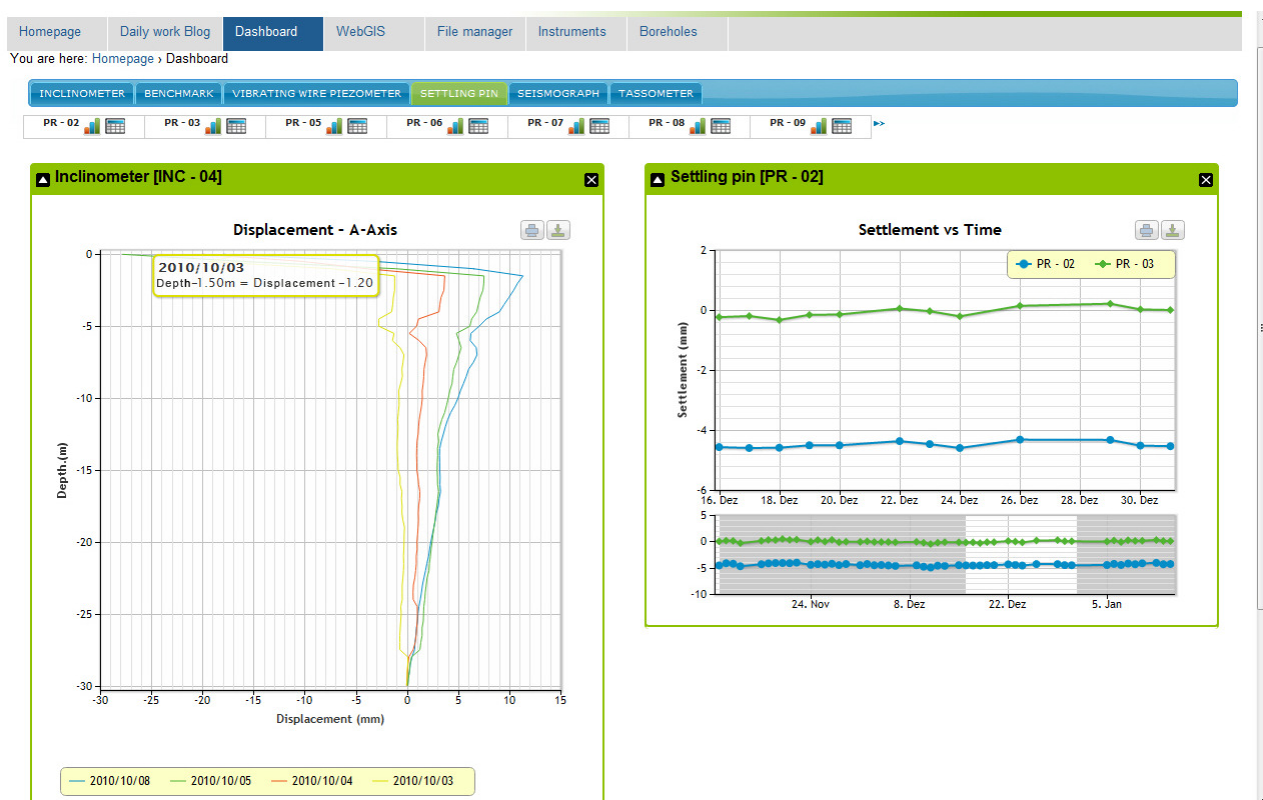 Homepage Daily work Blog Dashboard WebGIS File manager Instruments Boreholes
You are here: Homepage › Dashboard
INCLINOMETER BENCHMARK VIBRATING WIRE PIEZOMETER SETTLING PIN SEISMOGRAPH TASSOMETER
PR - 02 PR - 03 PR - 05 PR - 06 PR - 07 PR - 08 PR - 09
Inclinometer [INC - 04]
Displacement - A-Axis
2010/10/03
Depth-1.50m = Displacement -1.20
0
-5
-10
-15
-20
-25
-30
Depth.(m)
-30 -25 -20 -15 -10 -5 0 5 10 15
Displacement (mm)
2010/10/08 2010/10/05 2010/10/04 2010/10/03
Settling pin [PR - 02]
Settlement vs Time
PR - 02 PR - 03
2
0
-2
-4
-6
Settlement (mm)
16. Dez 18. Dez 20. Dez 22. Dez 24. Dez 26. Dez 28. Dez 30. Dez
5
0
-5
-10
24. Nov 8. Dez 22. Dez 5. Jan